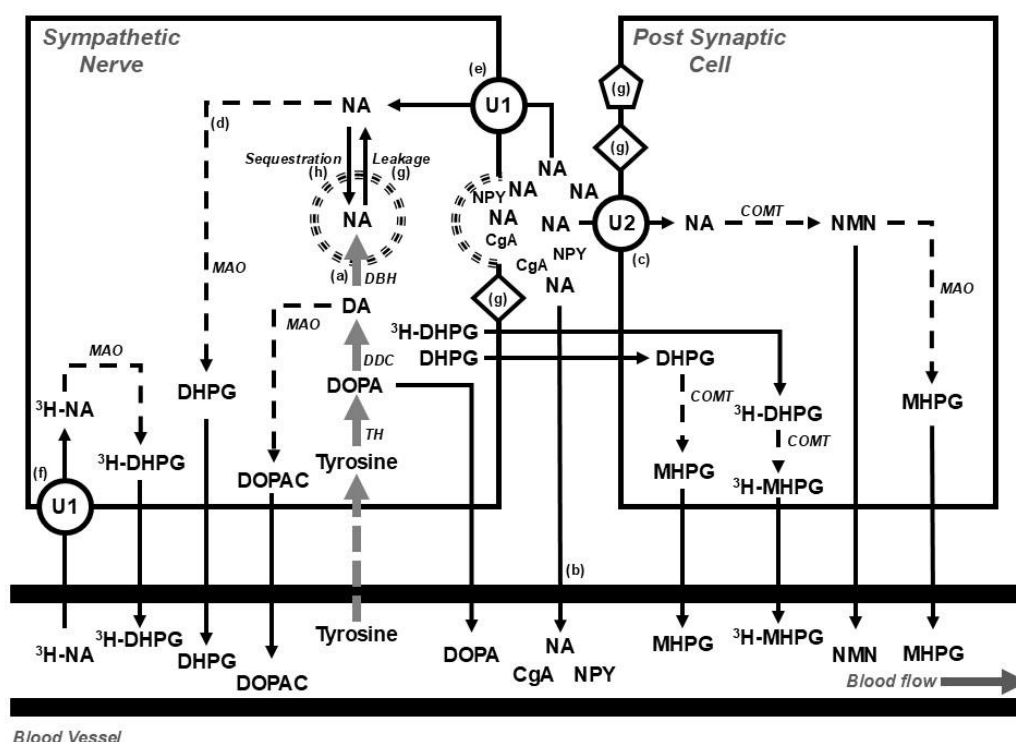 Sympathetic
Nerve
Post Synaptic
Cell
(e)
U1
(g)
(d)
NA
(g)
Sequestration
(h)
Leakage
(g)
NA
NPY NA
NA
NA
NA
CgA
NA
U2
NA
COMT
NMN
CgA NPY
NA
(c)
(a)
DBH
MAO
MAO
DA
MAO
(g)
³H-DHPG
DHPG
DHPG
DDC
DOPA
MAO
DHPG
³H-NA
COMT
³H-DHPG
MHPG
TH
COMT
³H-DHPG
Tyrosine
DOPAC
MHPG
³H-MHPG
(f)
U1
(b)
³H-NA
³H-DHPG
DHPG
DOPAC
Tyrosine
DOPA
NA
CgA NPY
MHPG
³H-MHPG
NMN
MHPG
Blood flow
Blood Vessel